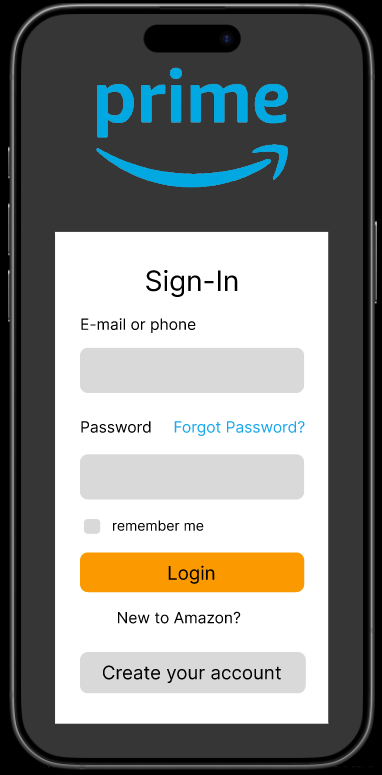 prime
Sign-In
E-mail or phone
Password Forgot Password?
remember me
Login
New to Amazon?
Create your account